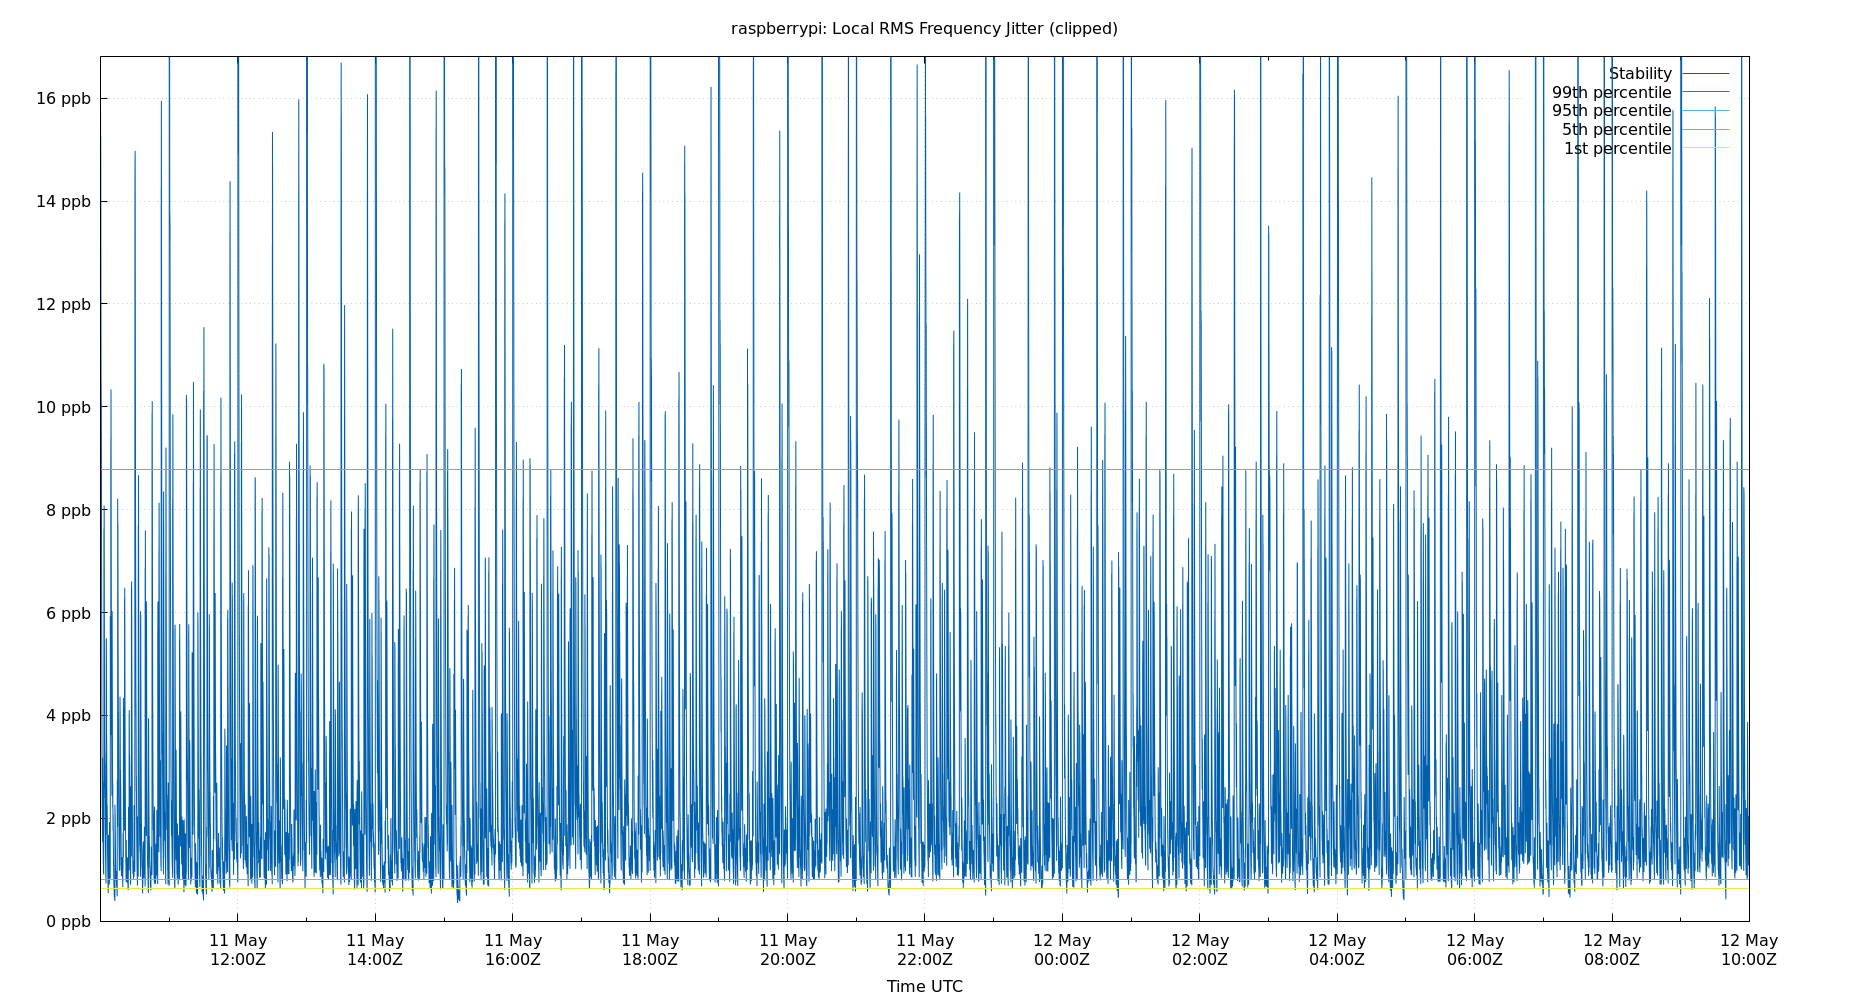 raspberrypi: Local RMS Frequency Jitter (clipped)
Stability
99th percentile
95th percentile
5th percentile
1st percentile
16 ppb
14 ppb
12 ppb
10 ppb
8 ppb
6 ppb
4 ppb
2 ppb
0 ppb
11 May 11 May 11 May 11 May 11 May 11 May 12 May 12 May 12 May 12 May 12 May 12 May
12:00Z 14:00Z 16:00Z 18:00Z 20:00Z 22:00Z 00:00Z 02:00Z 04:00Z 06:00Z 08:00Z 10:00Z
Time UTC